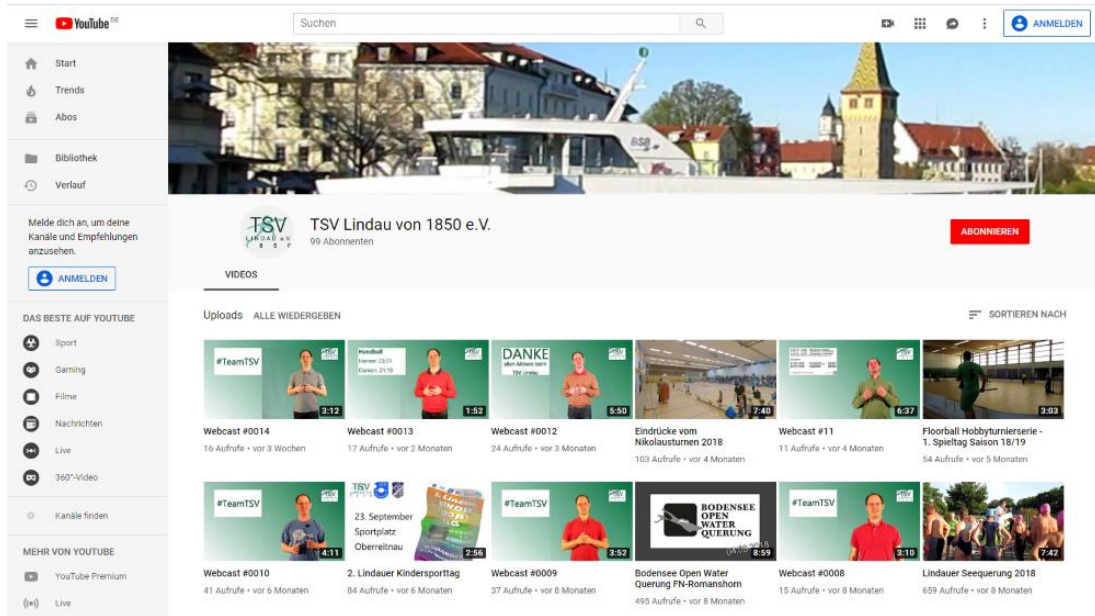 YouTube DE
Suchen
ANMELDEN
Start
Trends
Abos
Bibliothek
Verlauf
Melde dich an, um deine
Kanäle und Empfehlungen
anzusehen.
ANMELDEN
DAS BESTE AUF YOUTUBE
Sport
Gaming
Filme
Nachrichten
Live
360°-Video
Kanäle finden
MEHR VON YOUTUBE
YouTube Premium
Live
BSB
TSV
LINDAU e.V.
1850
TSV Lindau von 1850 e.V.
99 Abonnenten
ABONNIEREN
VIDEOS
Uploads ALLE WIEDERGEBEN
SORTIEREN NACH
#TeamTSV
3:12
Webcast #0014
16 Aufrufe • vor 3 Wochen
Handball
1:52
Webcast #0013
17 Aufrufe • vor 2 Monaten
DANKE
allen Aktiven beim
TSV Lindau
5:50
Webcast #0012
24 Aufrufe • vor 3 Monaten
7:40
Eindrücke vom
Nikolausturnen 2018
103 Aufrufe • vor 4 Monaten
6:37
Webcast #11
11 Aufrufe • vor 4 Monaten
3:03
Floorball Hobbyturnierserie -
1. Spieltag Saison 18/19
54 Aufrufe • vor 5 Monaten
#TeamTSV
4:11
Webcast #0010
41 Aufrufe • vor 6 Monaten
TSV
23. September
Sportplatz
Oberreitnau
2:56
2. Lindauer Kindersporttag
84 Aufrufe • vor 6 Monaten
#TeamTSV
3:52
Webcast #0009
37 Aufrufe • vor 8 Monaten
BODENSEE
OPEN
WATER
QUERUNG
8:59
Bodensee Open Water
Querung FN-Romanshorn
495 Aufrufe • vor 8 Monaten
#TeamTSV
3:10
Webcast #0008
15 Aufrufe • vor 8 Monaten
7:42
Lindauer Seequerung 2018
659 Aufrufe • vor 8 Monaten